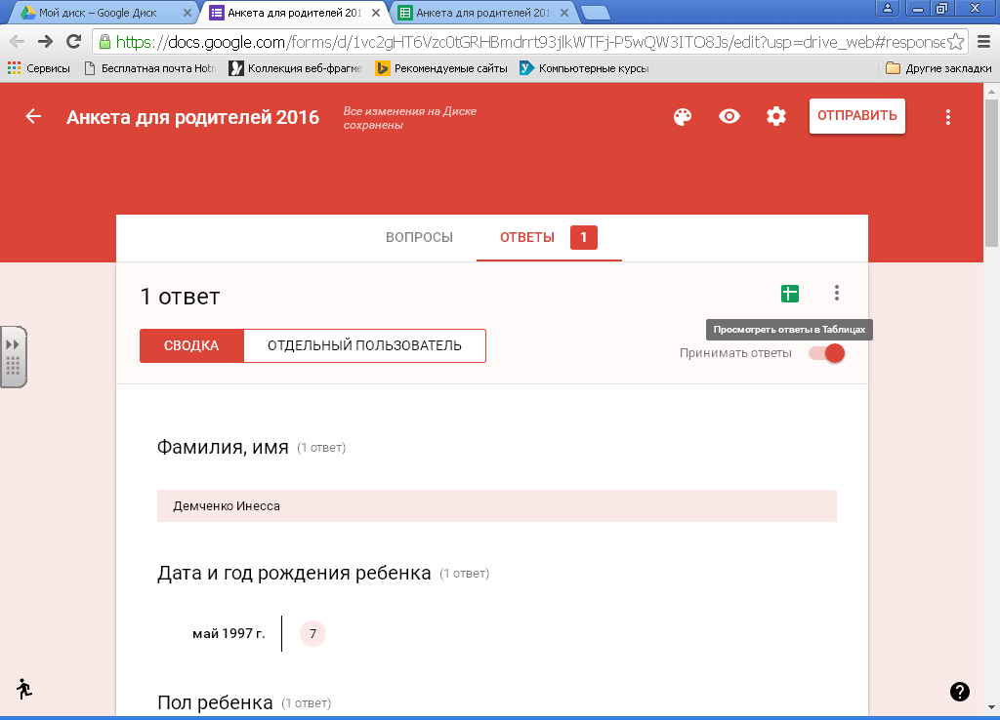 Мой диск – Google Диск
Анкета для родителей 201
Анкета для родителей 201
https://docs.google.com/forms/d/1vc2gHT6Vzc0tGRHBmdrrt93jlkWTFj-P5wQW3ITO8Js/edit?usp=drive_web#response
Сервисы
Бесплатная почта Hotm
Коллекция веб-фрагме
Рекомендуемые сайты
Компьютерные курсы
Другие закладки
Анкета для родителей 2016
Все изменения на Диске
сохранены
ОТПРАВИТЬ
ВОПРОСЫ
ОТВЕТЫ 1
1 ответ
Просмотреть ответы в Таблицах
СВОДКА
ОТДЕЛЬНЫЙ ПОЛЬЗОВАТЕЛЬ
Принимать ответы
Фамилия, имя (1 ответ)
Демченко Инесса
Дата и год рождения ребенка (1 ответ)
май 1997 г. 7
Пол ребенка (1 ответ)